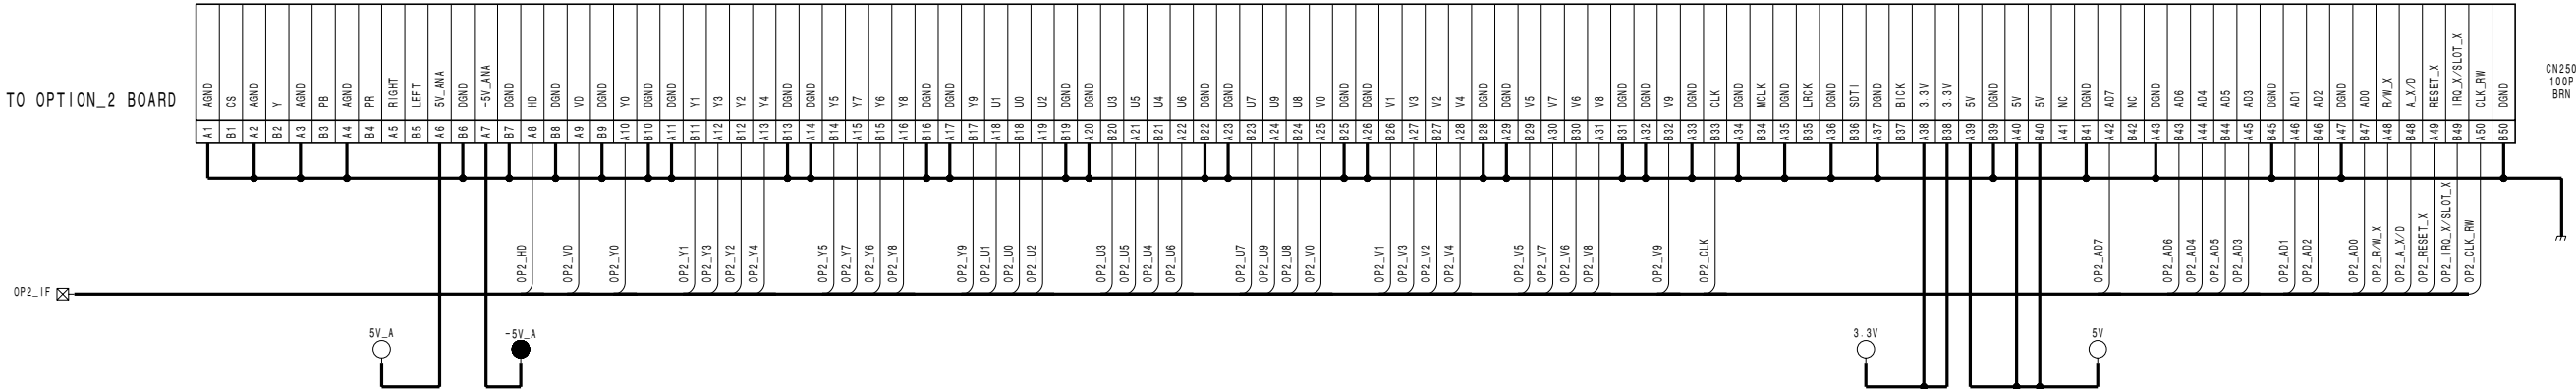 TO OPTION_2 BOARD
AGND CS AGND Y AGND PB AGND PR RIGHT LEFT 5V_ANA DGND -5V_ANA DGND HD DGND VD DGND Y0 DGND DGND Y1 Y3 Y2 Y4 DGND DGND Y5 Y7 Y6 Y8 DGND DGND Y9 U1 U0 U2 DGND DGND U3 U5 U4 U6 DGND DGND U7 U9 U8 V0 DGND DGND V1 V3 V2 V4 DGND DGND V5 V7 V6 V8 DGND DGND V9 DGND CLK DGND MCLK DGND LRCK DGND SDTI DGND BICK 3.3V 3.3V 5V DGND 5V 5V NC DGND AD7 NC DGND AD6 AD4 AD5 AD3 DGND AD1 AD2 DGND AD0 R/W_X A_X/D RESET_X IRQ_X/SLOT_X CLK_RW DGND
A1 B1 A2 B2 A3 B3 A4 B4 A5 B5 A6 B6 A7 B7 A8 B8 A9 B9 A10 B10 A11 B11 A12 B12 A13 B13 A14 B14 A15 B15 A16 B16 A17 B17 A18 B18 A19 B19 A20 B20 A21 B21 A22 B22 A23 B23 A24 B24 A25 B25 A26 B26 A27 B27 A28 B28 A29 B29 A30 B30 A31 B31 A32 B32 A33 B33 A34 B34 A35 B35 A36 B36 A37 B37 A38 B38 A39 B39 A40 B40 A41 B41 A42 B42 A43 B43 A44 B44 A45 B45 A46 B46 A47 B47 A48 B48 A49 B49 A50 B50
CN250
100P
BRN
OP2_HD OP2_VD OP2_Y0 OP2_Y1 OP2_Y3 OP2_Y2 OP2_Y4 OP2_Y5 OP2_Y7 OP2_Y6 OP2_Y8 OP2_Y9 OP2_U1 OP2_U0 OP2_U2 OP2_U3 OP2_U5 OP2_U4 OP2_U6 OP2_U7 OP2_U9 OP2_U8 OP2_V0 OP2_V1 OP2_V3 OP2_V2 OP2_V4 OP2_V5 OP2_V7 OP2_V6 OP2_V8 OP2_V9 OP2_CLK OP2_AD7 OP2_AD6 OP2_AD4 OP2_AD5 OP2_AD3 OP2_AD1 OP2_AD2 OP2_AD0 OP2_R/W_X OP2_A_X/D OP2_RESET_X OP2_IRQ_X/SLOT_X OP2_CLK_RW
OP2_IF
5V_A -5V_A 3.3V 5V